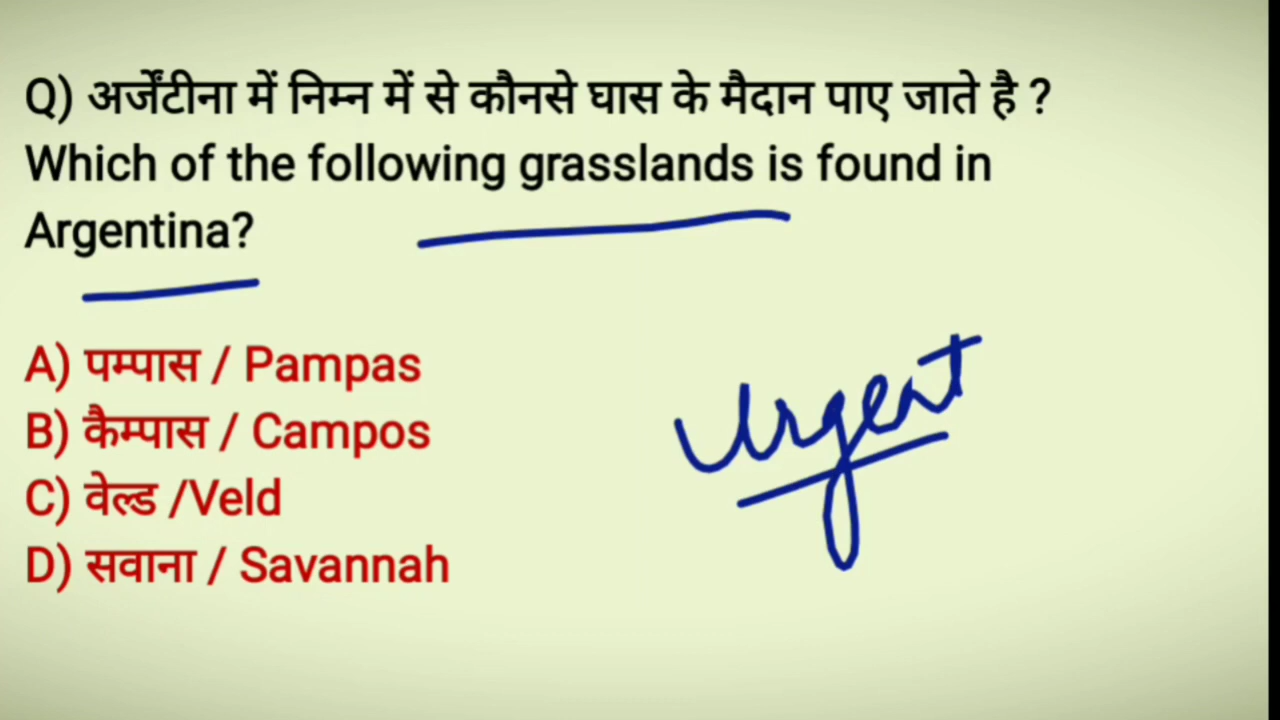 Q) अर्जेंटीना में निम्न में से कौनसे घास के मैदान पाए जाते है ?
Which of the following grasslands is found in
Argentina?
A) पम्पास / Pampas
B) कैम्पास / Campos
C) वेल्ड /Veld
D) सवाना / Savannah
Urgent